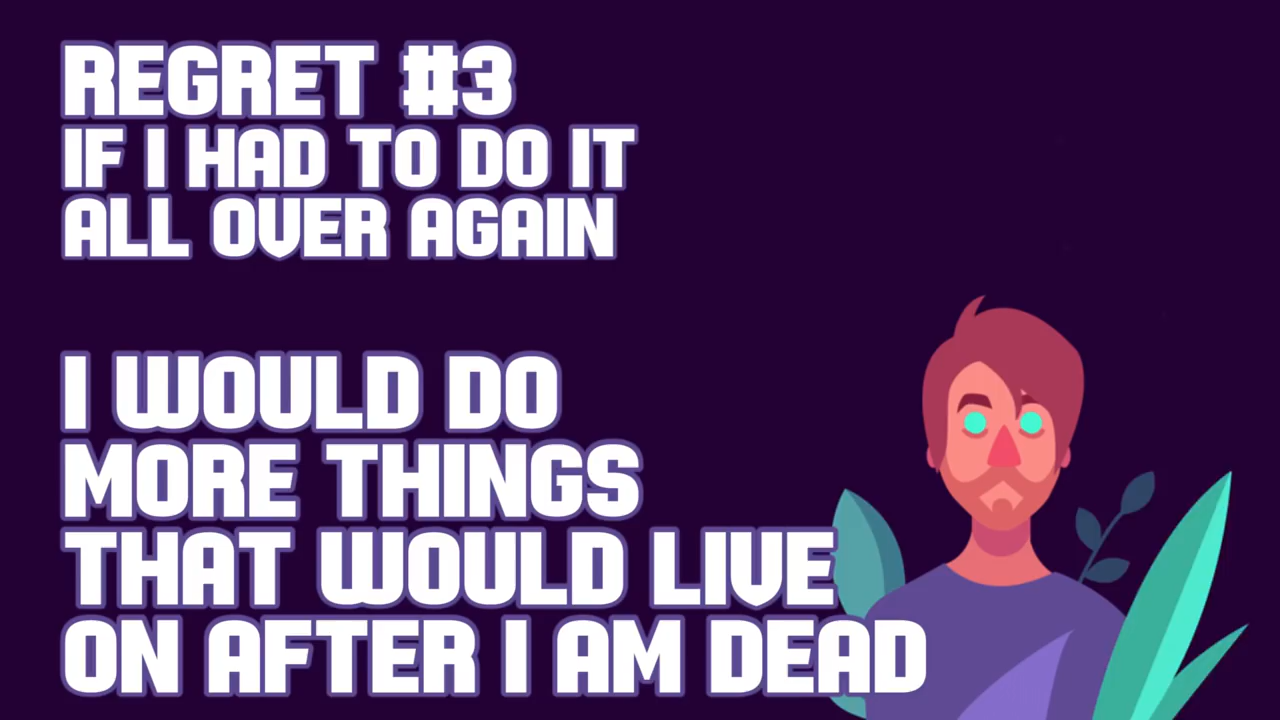 REGRET #3
IF I HAD TO DO IT
ALL OVER AGAIN
I WOULD DO
MORE THINGS
THAT WOULD LIVE
ON AFTER I AM DEAD